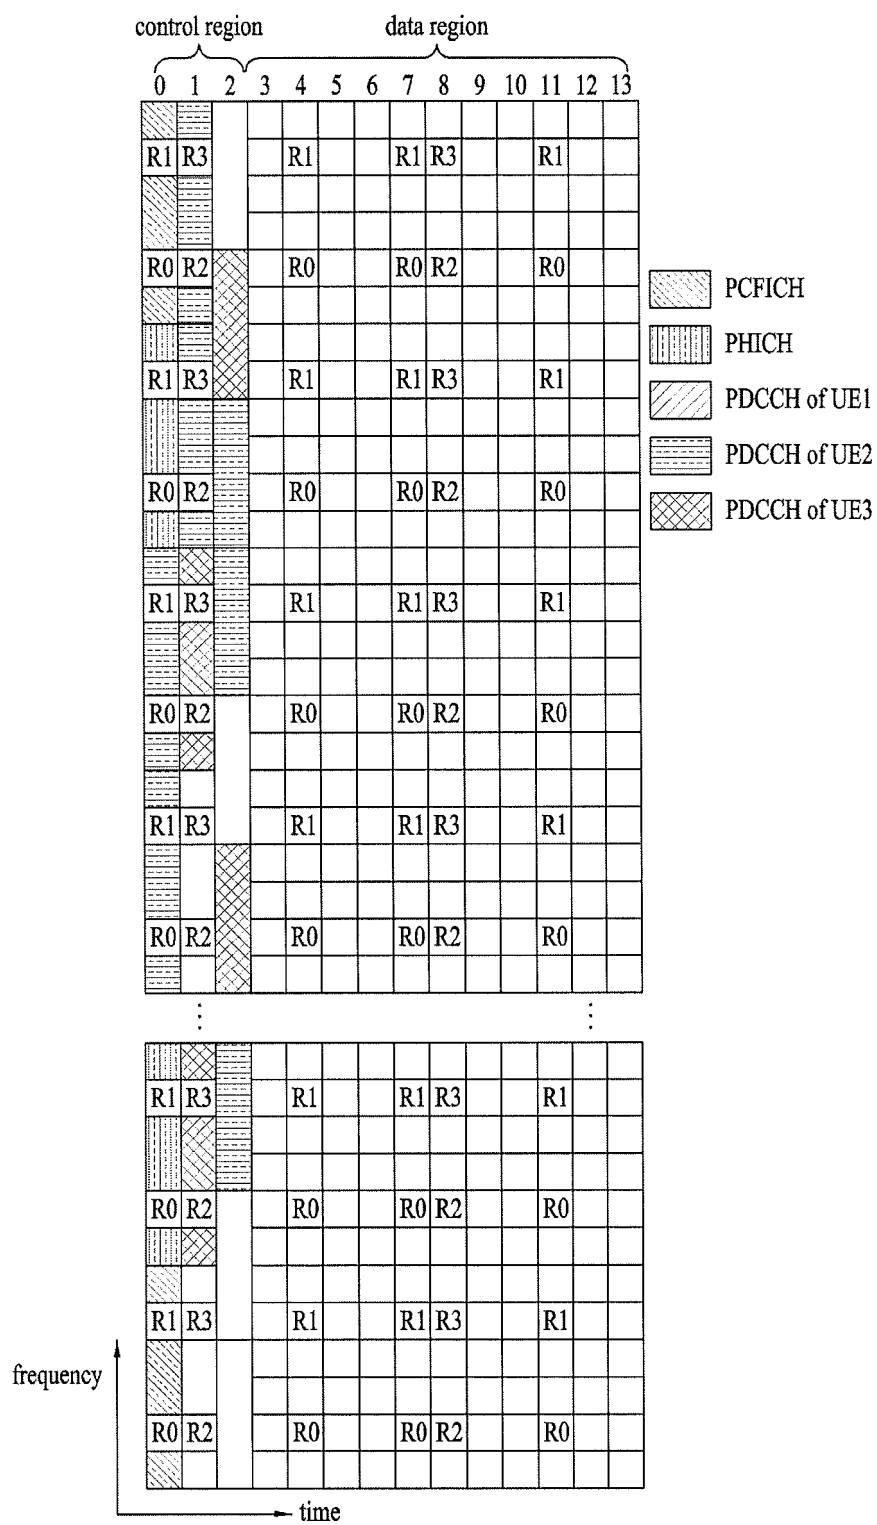 control region data region
0 1 2 3 4 5 6 7 8 9 10 11 12 13
R1 R3 R1 R1 R3 R1
R0 R2 R0 R0 R2 R0
PCFICH
PHICH
R1 R3 R1 R1 R3 R1
PDCCH of UE1
PDCCH of UE2
R0 R2 R0 R0 R2 R0
PDCCH of UE3
R1 R3 R1 R1 R3 R1
R0 R2 R0 R0 R2 R0
R1 R3 R1 R1 R3 R1
R0 R2 R0 R0 R2 R0
R1 R3 R1 R1 R3 R1
R0 R2 R0 R0 R2 R0
R1 R3 R1 R1 R3 R1
frequency
R0 R2 R0 R0 R2 R0
time